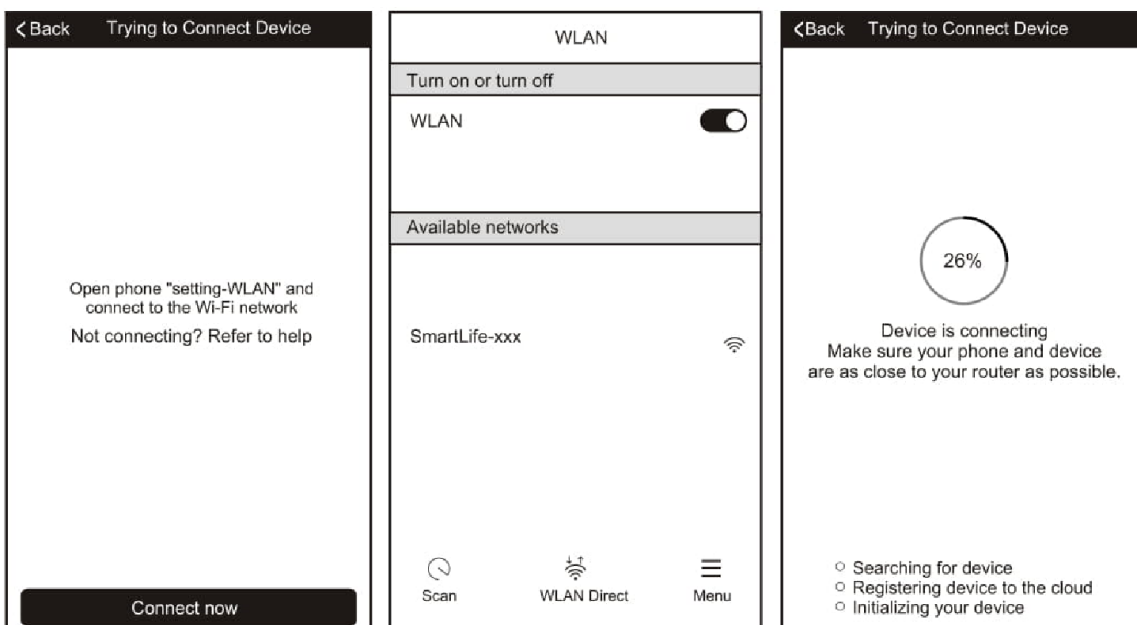 Back Trying to Connect Device
Open phone "setting-WLAN" and
connect to the Wi-Fi network
Not connecting? Refer to help
Connect now
WLAN
Turn on or turn off
WLAN
Available networks
SmartLife-xxx
Scan WLAN Direct Menu
Back Trying to Connect Device
26%
Device is connecting
Make sure your phone and device
are as close to your router as possible.
Searching for device
Registering device to the cloud
Initializing your device